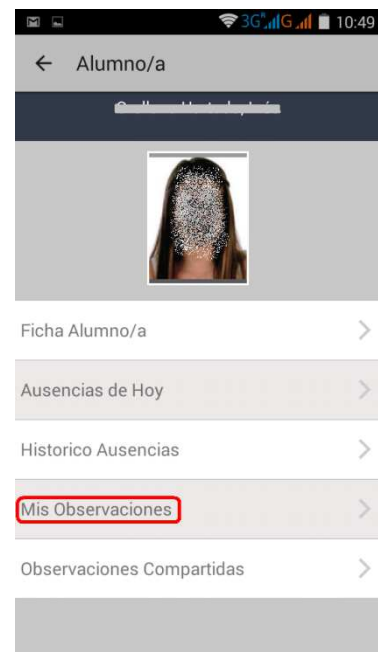 3G R G 10:49
Alumno/a
Ficha Alumno/a
Ausencias de Hoy
Historico Ausencias
Mis Observaciones
Observaciones Compartidas